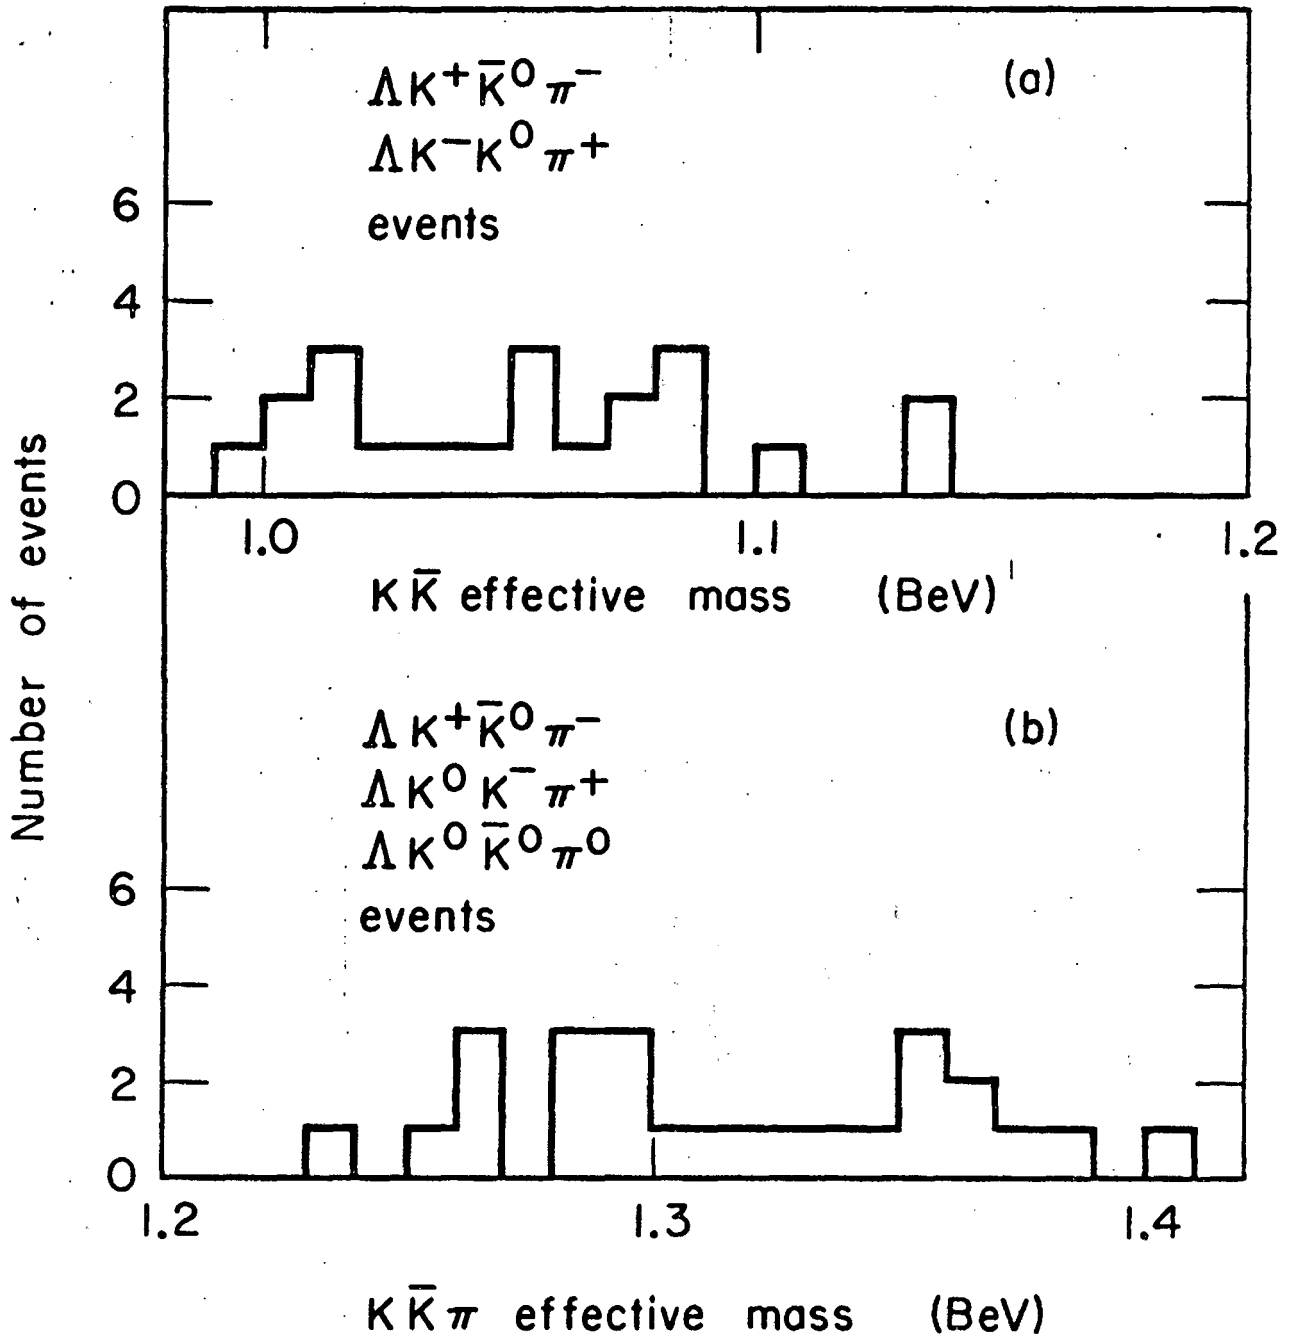 ΛK⁺K̅⁰π⁻
(a)
ΛK⁻K⁰π⁺
events
6
4
2
0
1.0
1.1
1.2
KK̅ effective mass (BeV)
Number of events
ΛK⁺K̅⁰π⁻
(b)
ΛK⁰K⁻π⁺
ΛK⁰K̅⁰π⁰
events
6
4
2
0
1.2
1.3
1.4
KK̅π effective mass (BeV)